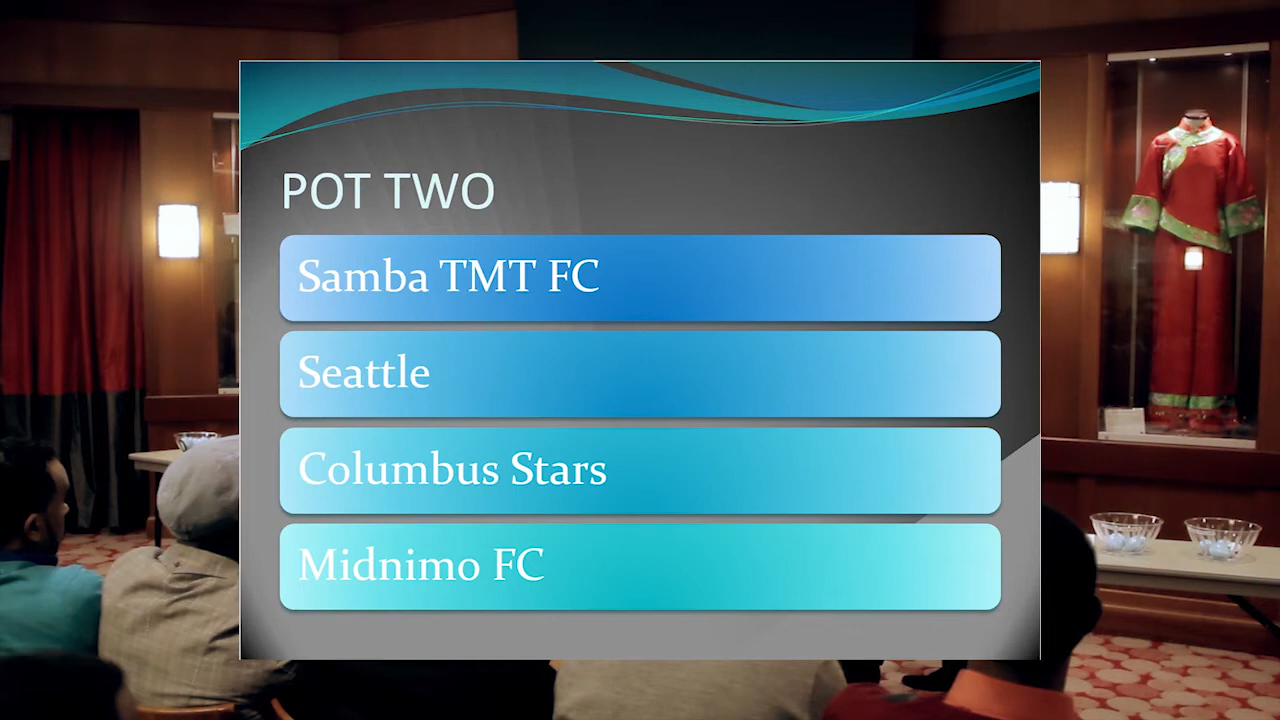 POT TWO
Samba TMT FC
Seattle
Columbus Stars
Midnimo FC